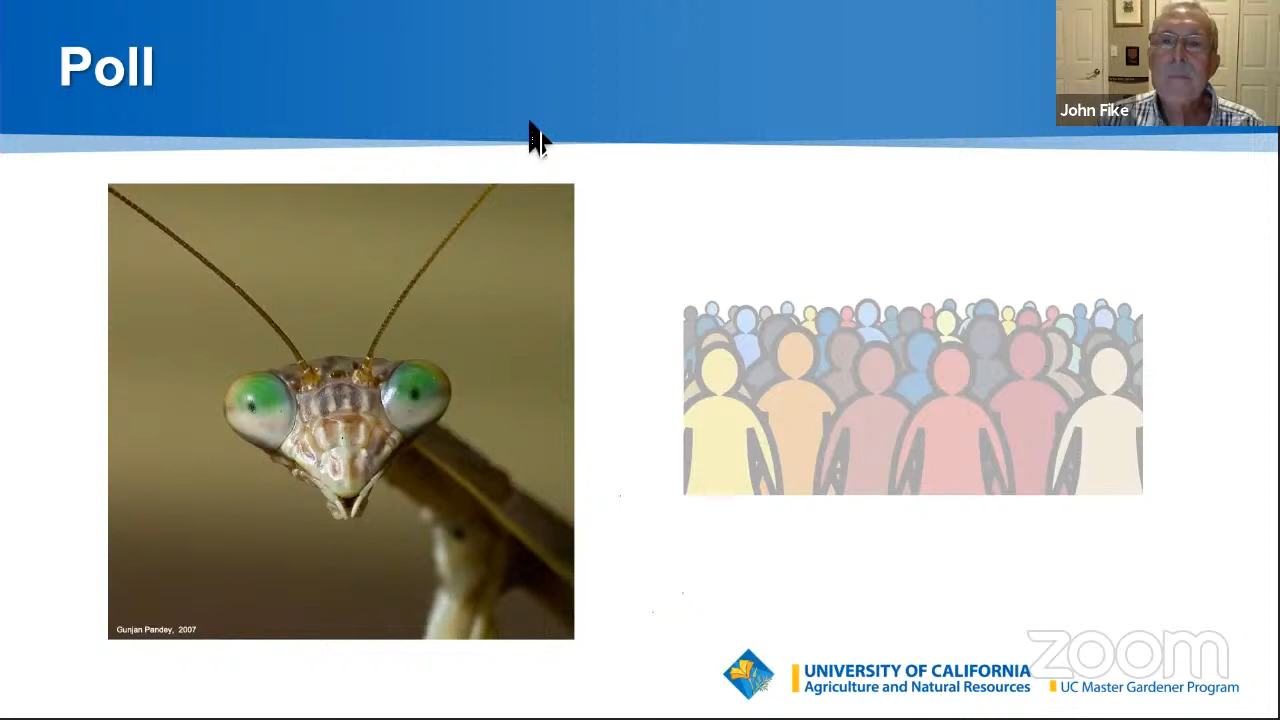 Poll
John Fike
Gunjan Pandey, 2007
zoom
UNIVERSITY OF CALIFORNIA
Agriculture and Natural Resources
UC Master Gardener Program